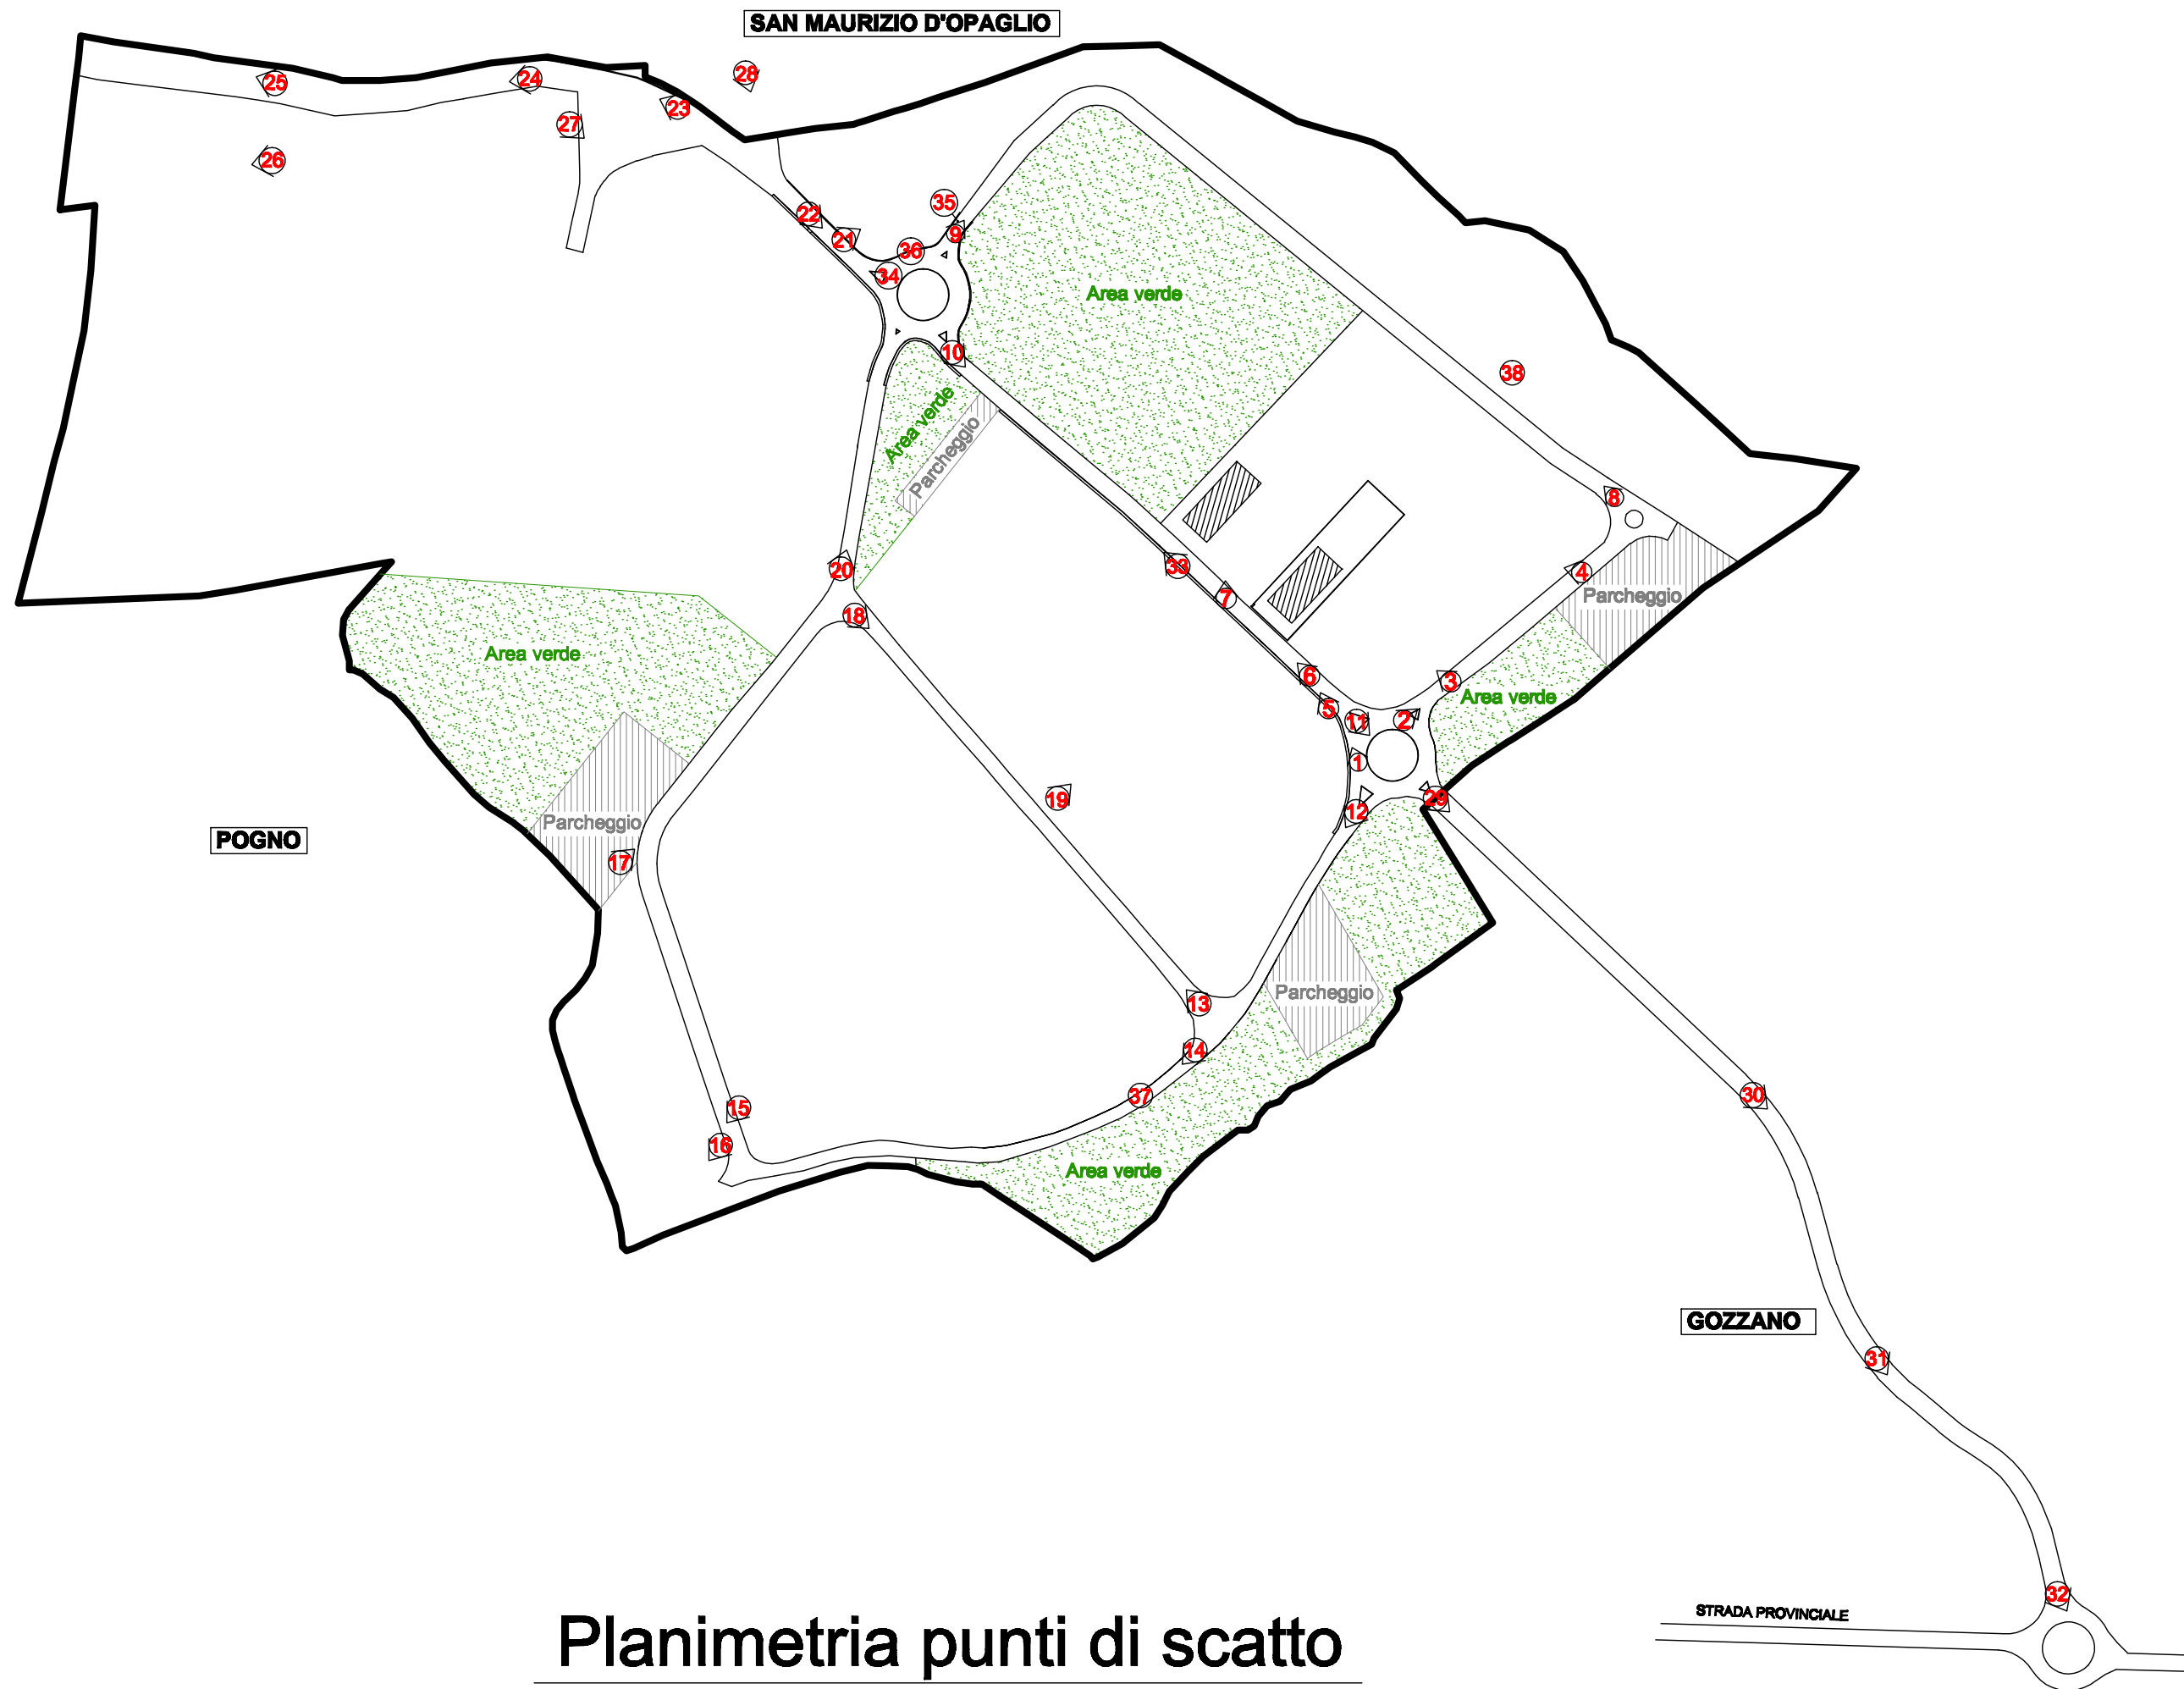 SAN MAURIZIO D'OPAGLIO
28
25
24
23
27
26
35
22
21
9
36
34
Area verde
10
38
Area verde
Parcheggio
8
33
20
4
7
Parcheggio
18
Area verde
6
3
Area verde
5
11
2
1
19
29
12
Parcheggio
POGNO
17
Parcheggio
13
14
37
30
15
16
Area verde
GOZZANO
31
32
STRADA PROVINCIALE
Planimetria punti di scatto